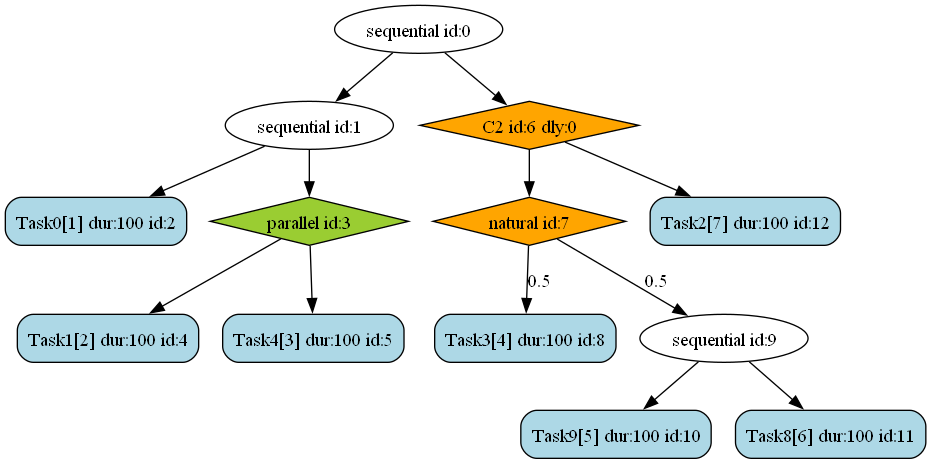 sequential id:0
sequential id:1
C2 id:6 dly:0
Task0[1] dur:100 id:2
parallel id:3
natural id:7
Task2[7] dur:100 id:12
0.5
0.5
Task1[2] dur:100 id:4
Task4[3] dur:100 id:5
Task3[4] dur:100 id:8
sequential id:9
Task9[5] dur:100 id:10
Task8[6] dur:100 id:11